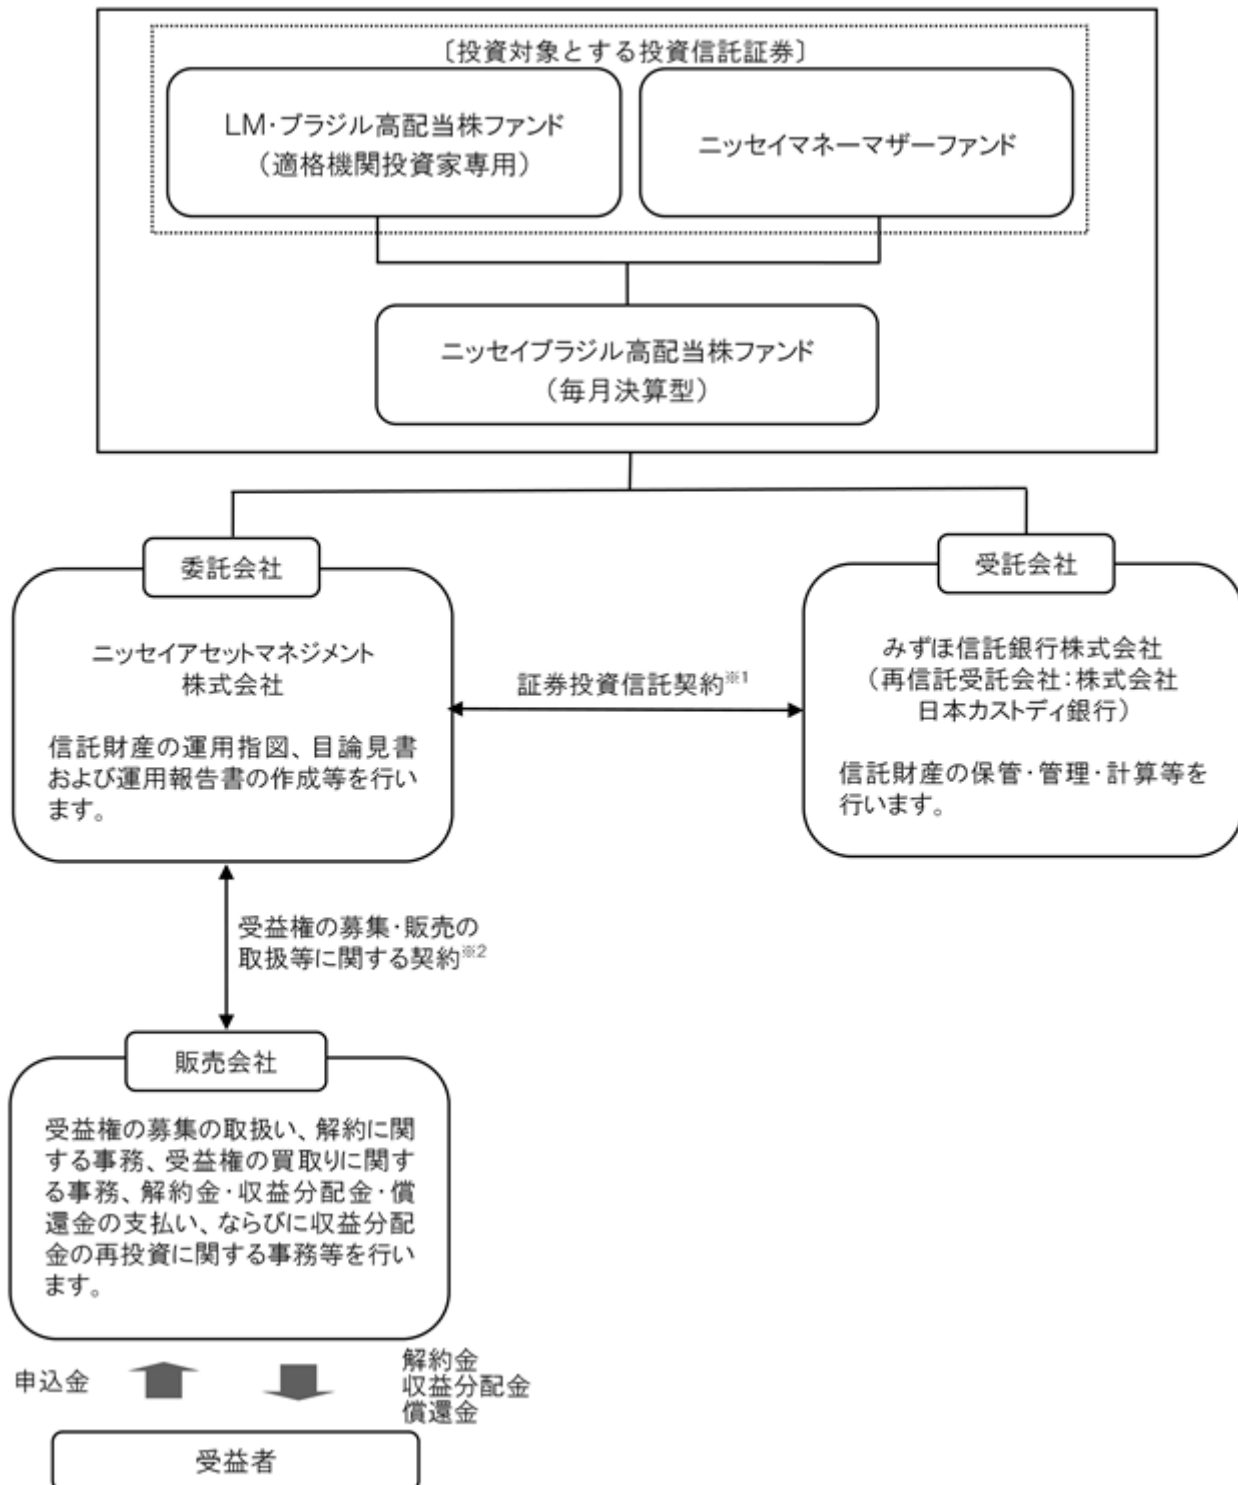 〔投資対象とする投資信託証券〕
LM・ブラジル高配当株ファンド
（適格機関投資家専用）
ニッセイマネーマザーファンド
ニッセイブラジル高配当株ファンド
（毎月決算型）
委託会社
ニッセイアセットマネジメント
株式会社
信託財産の運用指図、目論見書
および運用報告書の作成等を行い
ます。
証券投資信託契約※1
受託会社
みずほ信託銀行株式会社
（再信託受託会社：株式会社
日本カストディ銀行）
信託財産の保管・管理・計算等を
行います。
受益権の募集・販売の
取扱等に関する契約※2
販売会社
受益権の募集の取扱い、解約に関
する事務、受益権の買取りに関す
る事務、解約金・収益分配金・償
還金の支払い、ならびに収益分配
金の再投資に関する事務等を行い
ます。
申込金
解約金
収益分配金
償還金
受益者